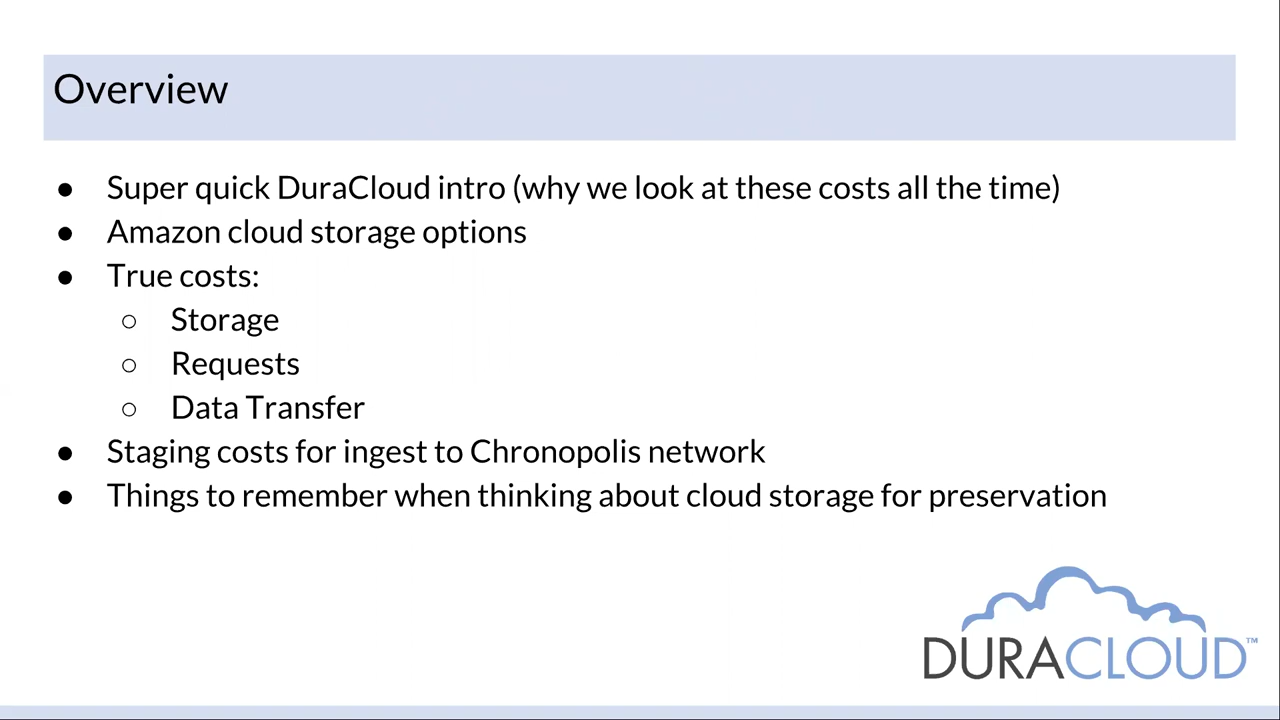 Overview
● Super quick DuraCloud intro (why we look at these costs all the time)
● Amazon cloud storage options
● True costs:
○ Storage
○ Requests
○ Data Transfer
● Staging costs for ingest to Chronopolis network
● Things to remember when thinking about cloud storage for preservation
DURACLOUD™